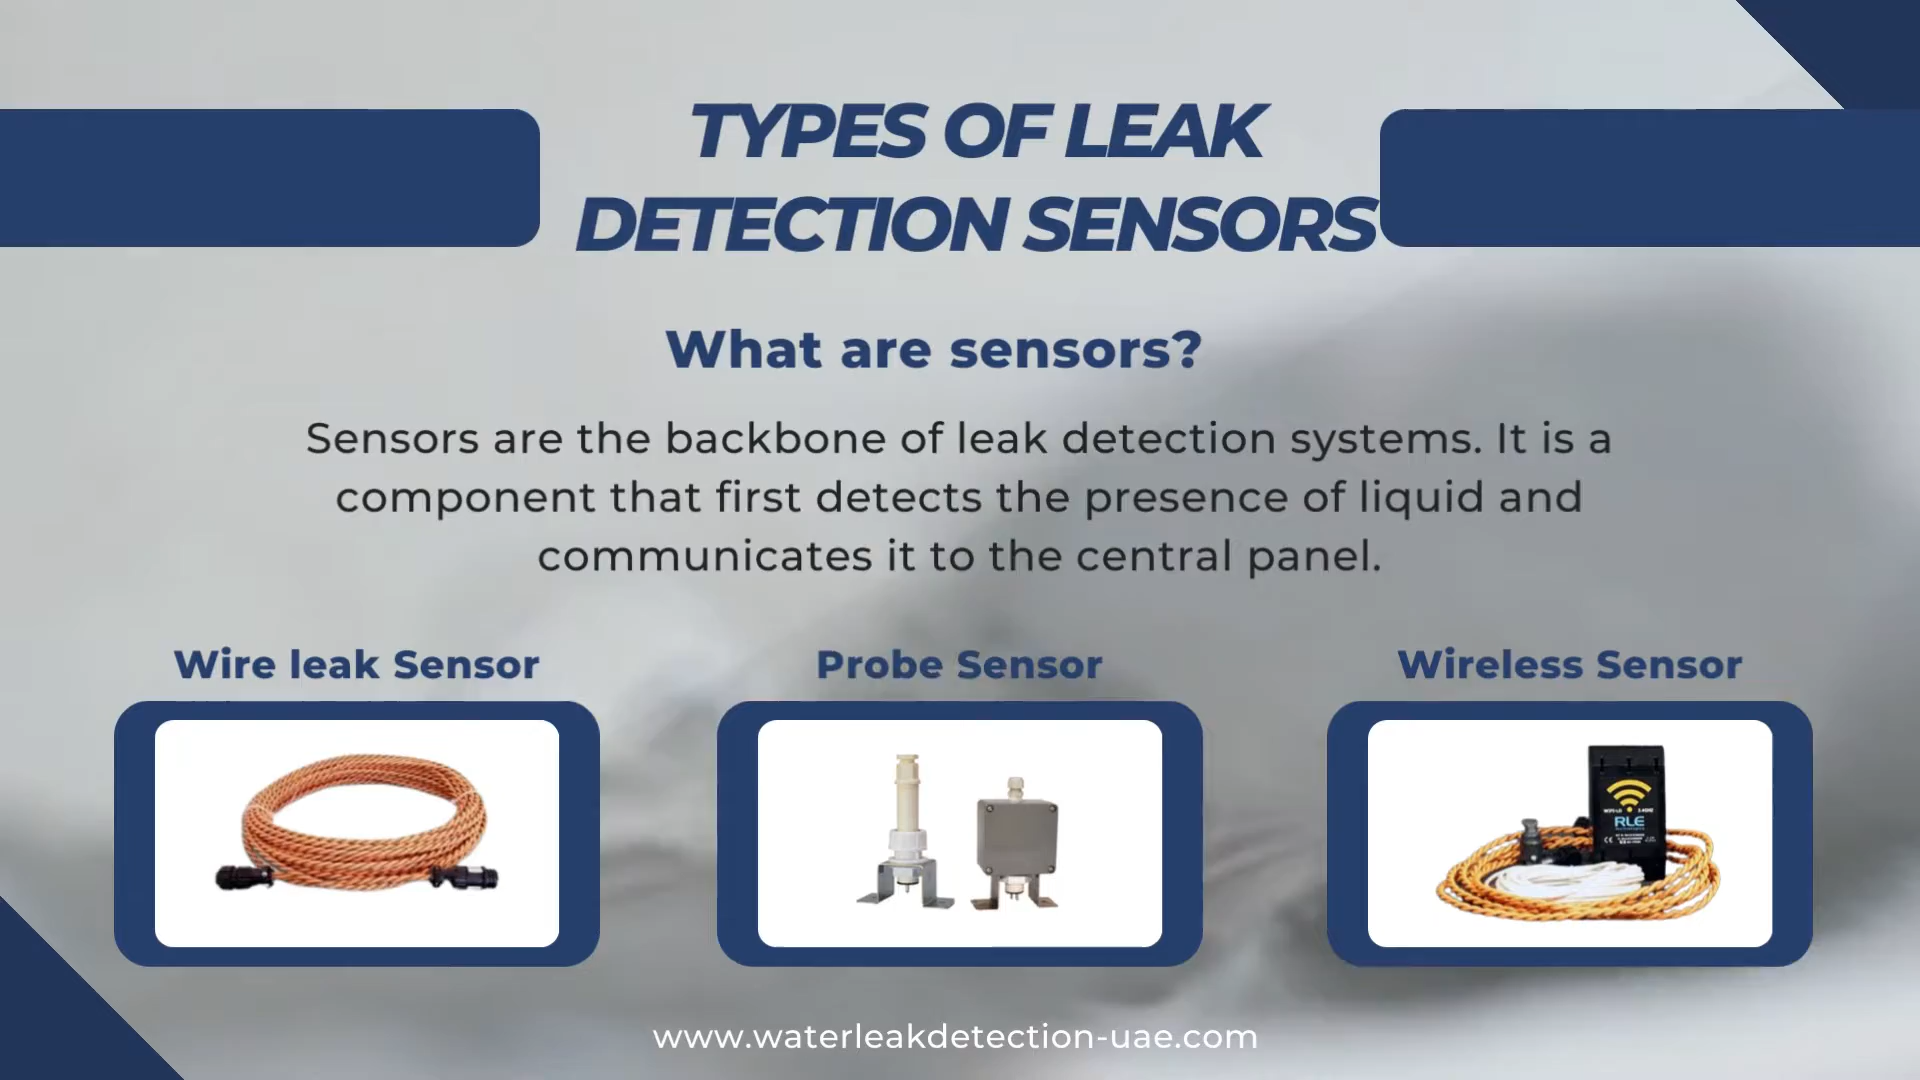 TYPES OF LEAK
DETECTION SENSORS
What are sensors?
Sensors are the backbone of leak detection systems. It is a
component that first detects the presence of liquid and
communicates it to the central panel.
Wire leak Sensor
Probe Sensor
Wireless Sensor
RLE
www.waterleakdetection-uae.com